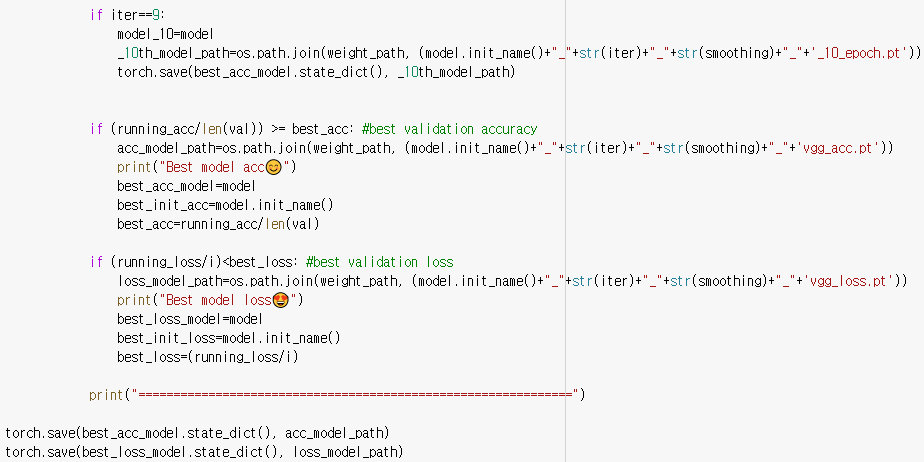 if iter==9:
model_10=model
_10th_model_path=os.path.join(weight_path, (model.init_name()+"_"+str(iter)+"_"+str(smoothing)+"_"+'_10_epoch.pt'))
torch.save(best_acc_model.state_dict(), _10th_model_path)
if (running_acc/len(val)) >= best_acc: #best validation accuracy
acc_model_path=os.path.join(weight_path, (model.init_name()+"_"+str(iter)+"_"+str(smoothing)+"_"+'vgg_acc.pt'))
print("Best model acc😊")
best_acc_model=model
best_init_acc=model.init_name()
best_acc=running_acc/len(val)
if (running_loss/i)<best_loss: #best validation loss
loss_model_path=os.path.join(weight_path, (model.init_name()+"_"+str(iter)+"_"+str(smoothing)+"_"+'vgg_loss.pt'))
print("Best model loss😍")
best_loss_model=model
best_init_loss=model.init_name()
best_loss=(running_loss/i)
print("==============================================================")
torch.save(best_acc_model.state_dict(), acc_model_path)
torch.save(best_loss_model.state_dict(), loss_model_path)